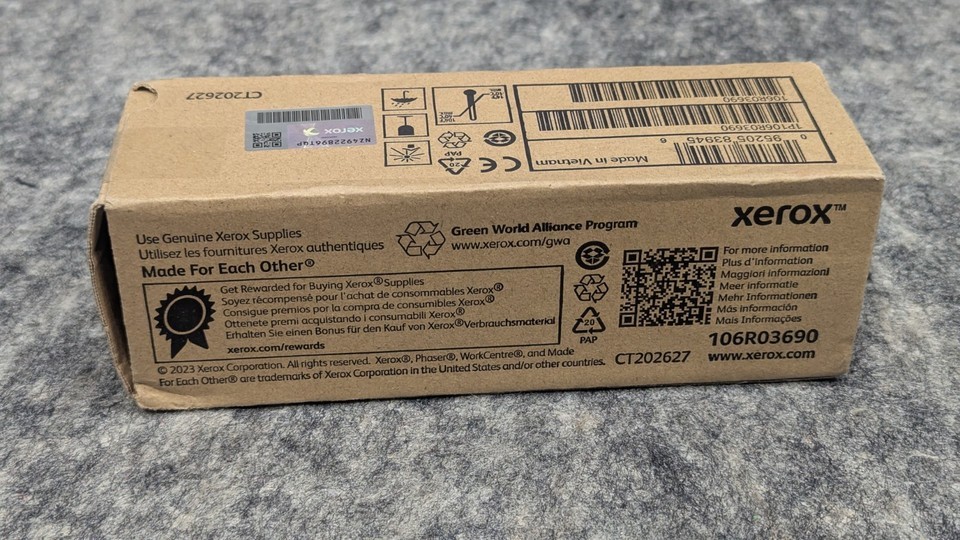 CT202627
xerox
NZ4922896T4P
PAP
20
Made in Vietnam
106R03690
1P106R03690
0 95205 83945 6
Use Genuine Xerox Supplies
Utilisez les fournitures Xerox authentiques
Made For Each Other®
Green World Alliance Program
www.xerox.com/gwa
xerox™
Get Rewarded for Buying Xerox® Supplies
Soyez récompensé pour l'achat de consommables Xerox®
Consigue premios por la compra de consumibles Xerox®
Ottenete premi acquistando i consumabili Xerox®
Erhalten Sie einen Bonus für den Kauf von Xerox® Verbrauchsmaterial
xerox.com/rewards
20
PAP
For more information
Plus d'information
Maggiori informazioni
Meer informatie
Mehr Informationen
Más información
Mais Informações
106R03690
© 2023 Xerox Corporation. All rights reserved. Xerox®, Phaser®, WorkCentre®, and Made
For Each Other® are trademarks of Xerox Corporation in the United States and/or other countries.
CT202627
www.xerox.com